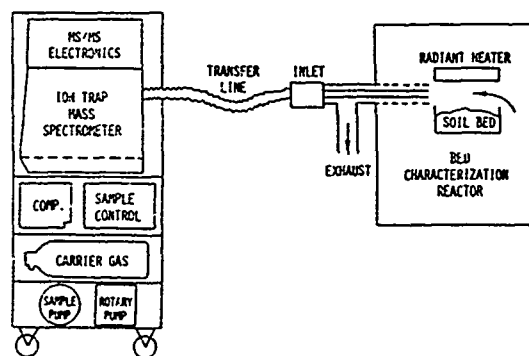 MS/MS
ELECTRONICS
ION TRAP
MASS
SPECTROMETER
COMP.
SAMPLE
CONTROL
CARRIER GAS
SAMPLE
PUMP
ROTARY
PUMP
TRANSFER
LINE
INLET
EXHAUST
RADIANT HEATER
SOIL BED
BED
CHARACTERIZATION
REACTOR